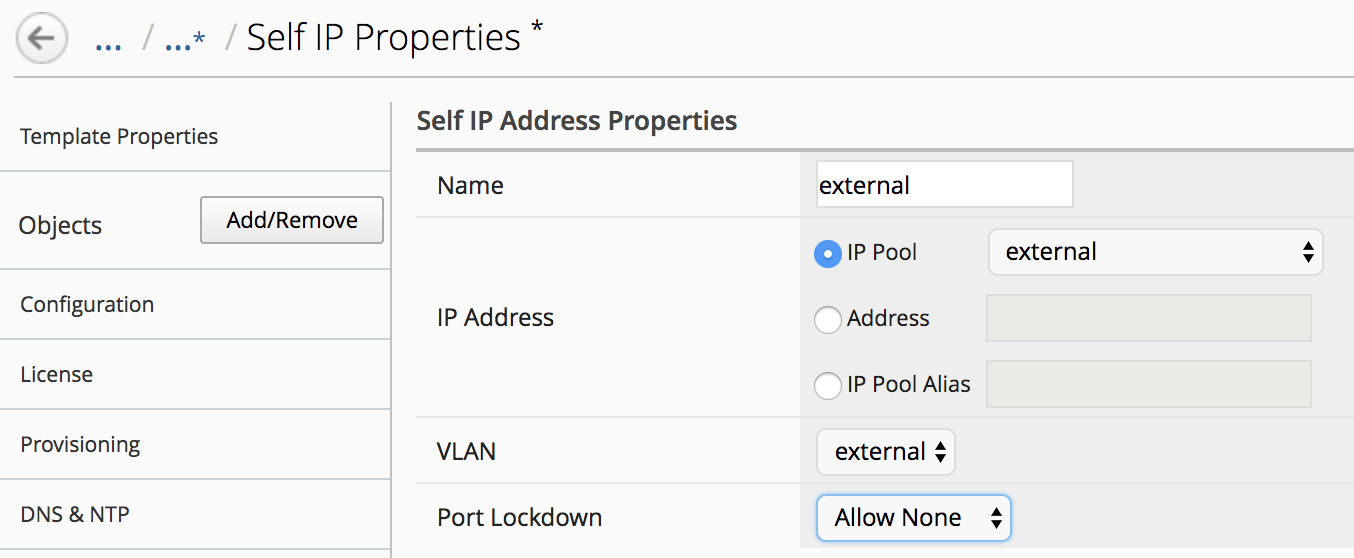 ... / ...* / Self IP Properties *
Template Properties
Objects Add/Remove
Configuration
License
Provisioning
DNS & NTP
Self IP Address Properties
Name external
IP Address
IP Pool external
Address
IP Pool Alias
VLAN external
Port Lockdown Allow None